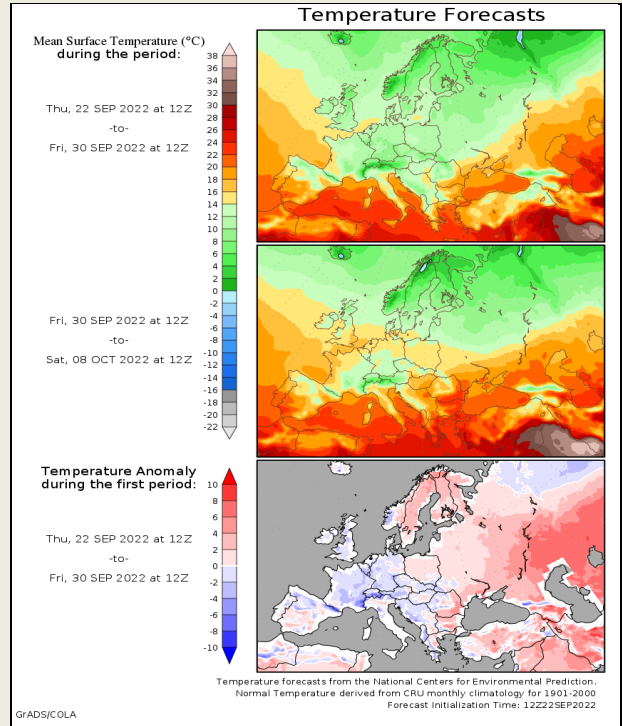 Temperature Forecasts
Mean Surface Temperature (°C)
during the period:
38
36
34
32
30
28
26
24
22
20
18
16
14
12
10
8
6
4
2
0
-2
-4
-6
-8
-10
-12
-14
-16
-18
-20
-22
Thu, 22 SEP 2022 at 12Z
-to-
Fri, 30 SEP 2022 at 12Z
Fri, 30 SEP 2022 at 12Z
-to-
Sat, 08 OCT 2022 at 12Z
Temperature Anomaly
during the first period:
10
8
6
4
2
0
-2
-4
-6
-8
-10
Thu, 22 SEP 2022 at 12Z
-to-
Fri, 30 SEP 2022 at 12Z
Temperature forecasts from the National Centers for Environmental Prediction.
Normal Temperature derived from CRU monthly climatology for 1901-2000
Forecast Initialization Time: 12Z22SEP2022
GrADS/COLA